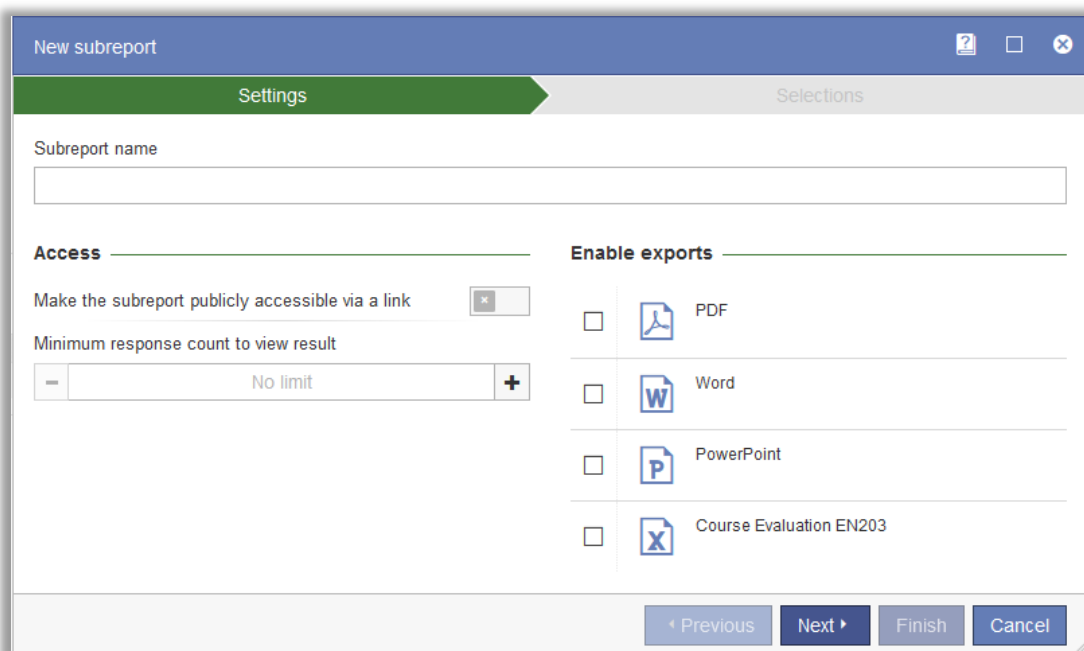 New subreport
Settings
Selections
Subreport name
Access
Make the subreport publicly accessible via a link
Minimum response count to view result
No limit
Enable exports
PDF
Word
PowerPoint
Course Evaluation EN203
Previous
Next
Finish
Cancel